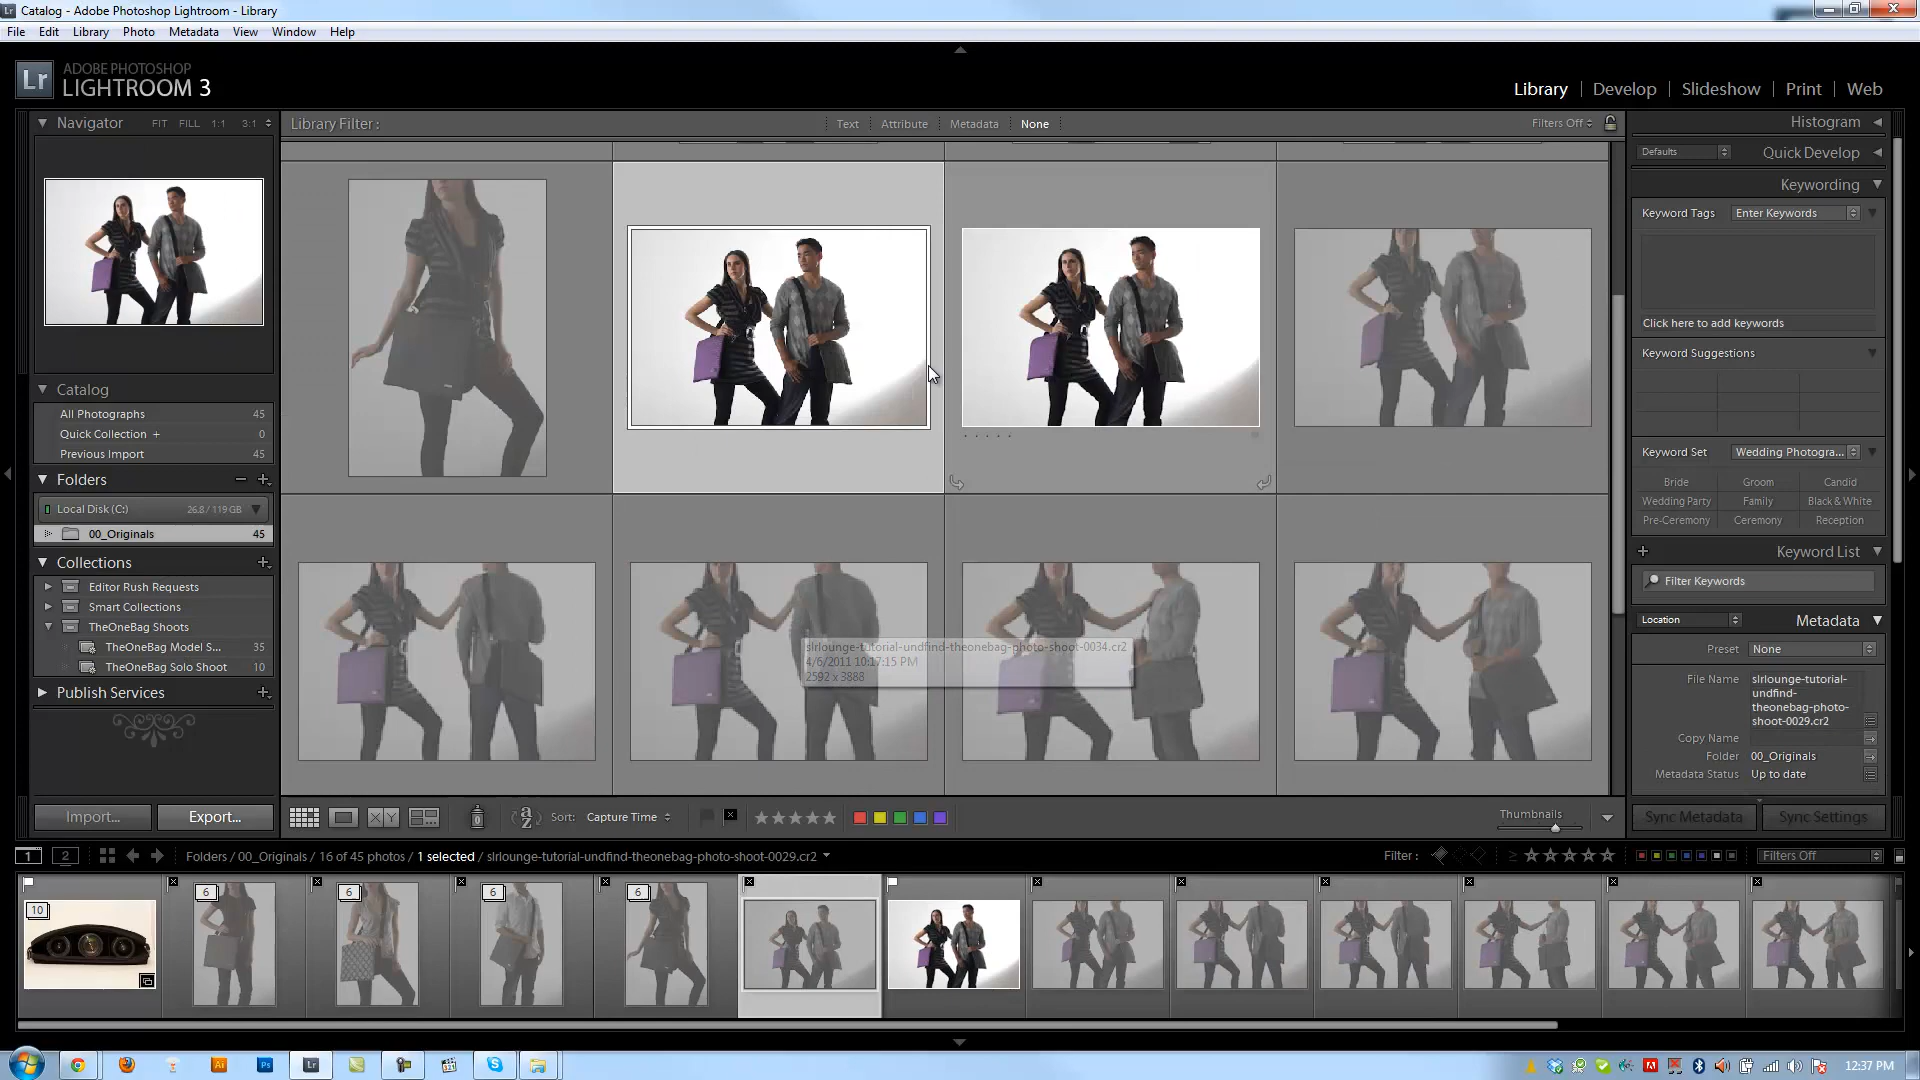 Catalog - Adobe Photoshop Lightroom - Library
File Edit Library Photo Metadata View Window Help
Lr ADOBE PHOTOSHOP
LIGHTROOM 3
Library Develop Slideshow Print Web
Navigator FIT FILL 1:1 3:1
Library Filter : Text Attribute Metadata None Filters Off
Histogram
Defaults Quick Develop
Keywording
Keyword Tags Enter Keywords
Click here to add keywords
Keyword Suggestions
Catalog
All Photographs 45
Quick Collection + 0
Previous Import 45
Folders
Local Disk (C:) 26.8 / 119 GB
00_Originals 45
Collections
Editor Rush Requests
Smart Collections
TheOneBag Shoots
TheOneBag Model S... 35
TheOneBag Solo Shoot 10
Publish Services
Import... Export...
Keyword Set Wedding Photogra...
Bride Groom Candid
Wedding Party Family Black & White
Pre-Ceremony Ceremony Reception
Keyword List
Filter Keywords
Location Metadata
Preset None
File Name slrlounge-tutorial-
undfind-
theonebag-photo-
shoot-0029.cr2
Copy Name
Folder 00_Originals
Metadata Status Up to date
Sync Metadata Sync Settings
slrlounge-tutorial-undfind-theonebag-photo-shoot-0034.cr2
4/6/2011 10:17:15 PM
2592 x 3888
XY Sort: Capture Time Thumbnails
1 2 Folders / 00_Originals / 16 of 45 photos / 1 selected / slrlounge-tutorial-undfind-theonebag-photo-shoot-0029.cr2 Filter : Filters Off
10 6 6 6 6
Ai Ps Lr 12:37 PM